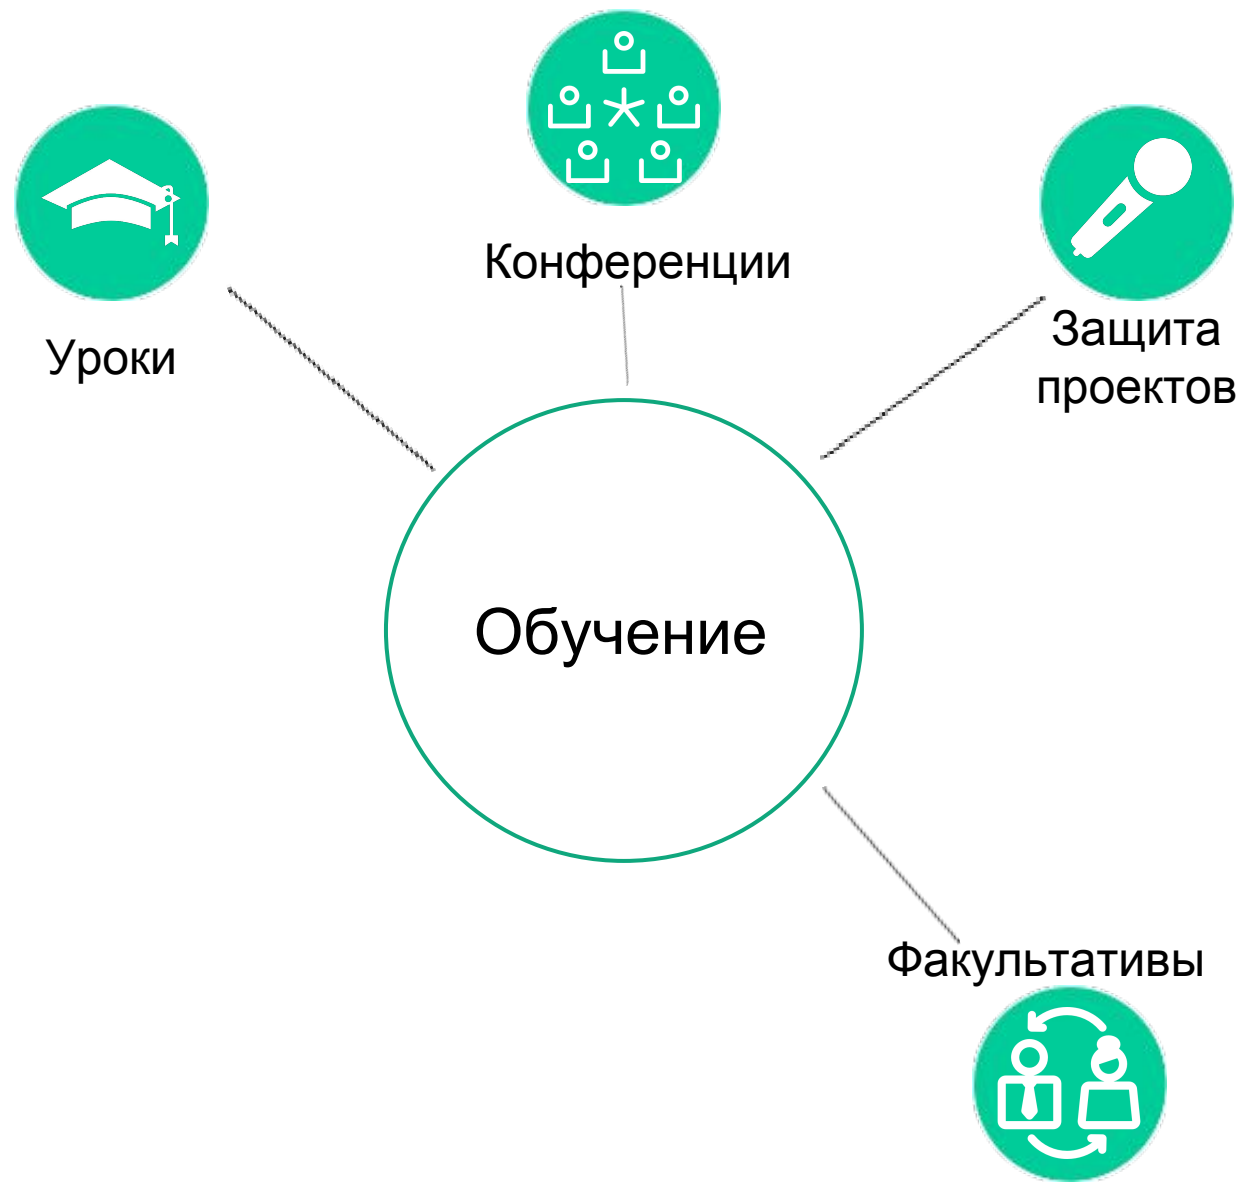 Конференции
Уроки
Защита
проектов
Обучение
Факультативы